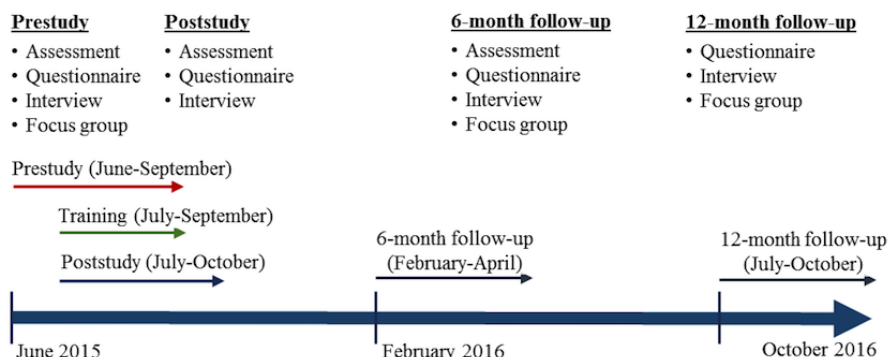 Prestudy
• Assessment
• Questionnaire
• Interview
• Focus group
Poststudy
• Assessment
• Questionnaire
• Interview
6-month follow-up
• Assessment
• Questionnaire
• Interview
• Focus group
12-month follow-up
• Questionnaire
• Interview
• Focus group
Prestudy (June-September)
Training (July-September)
Poststudy (July-October)
6-month follow-up
(February-April)
12-month follow-up
(July-October)
June 2015
February 2016
October 2016